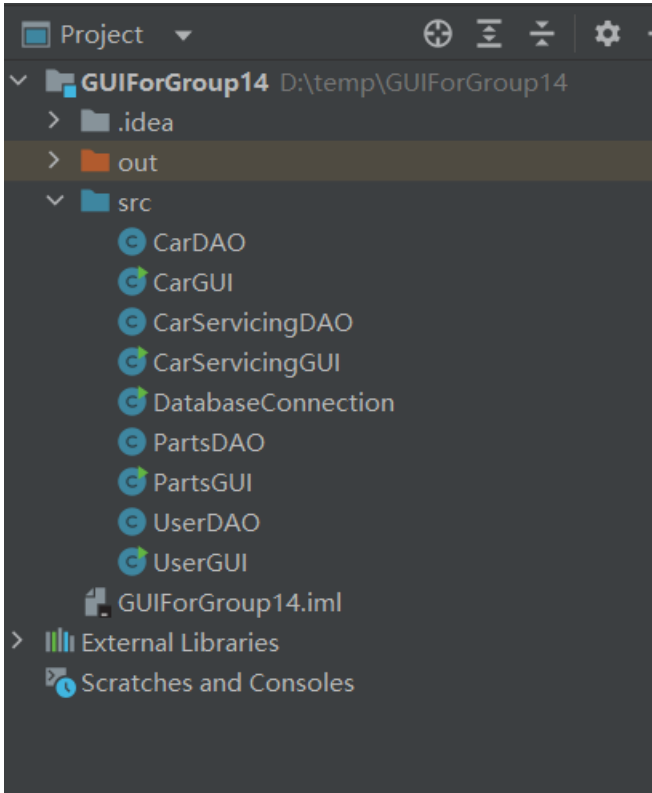 Project
GUIForGroup14 D:\temp\GUIForGroup14
.idea
out
src
CarDAO
CarGUI
CarServicingDAO
CarServicingGUI
DatabaseConnection
PartsDAO
PartsGUI
UserDAO
UserGUI
GUIForGroup14.iml
External Libraries
Scratches and Consoles